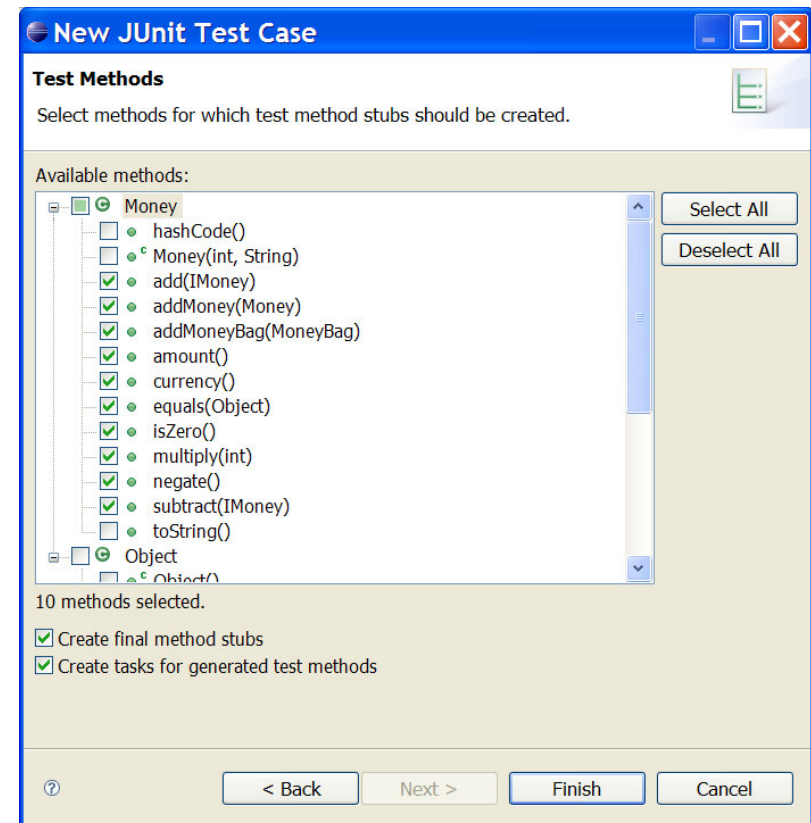 New JUnit Test Case
Test Methods
Select methods for which test method stubs should be created.
Available methods:
Money
hashCode()
c Money(int, String)
add(IMoney)
addMoney(Money)
addMoneyBag(MoneyBag)
amount()
currency()
equals(Object)
isZero()
multiply(int)
negate()
subtract(IMoney)
toString()
Object
c Object()
Select All
Deselect All
10 methods selected.
Create final method stubs
Create tasks for generated test methods
? < Back Next > Finish Cancel